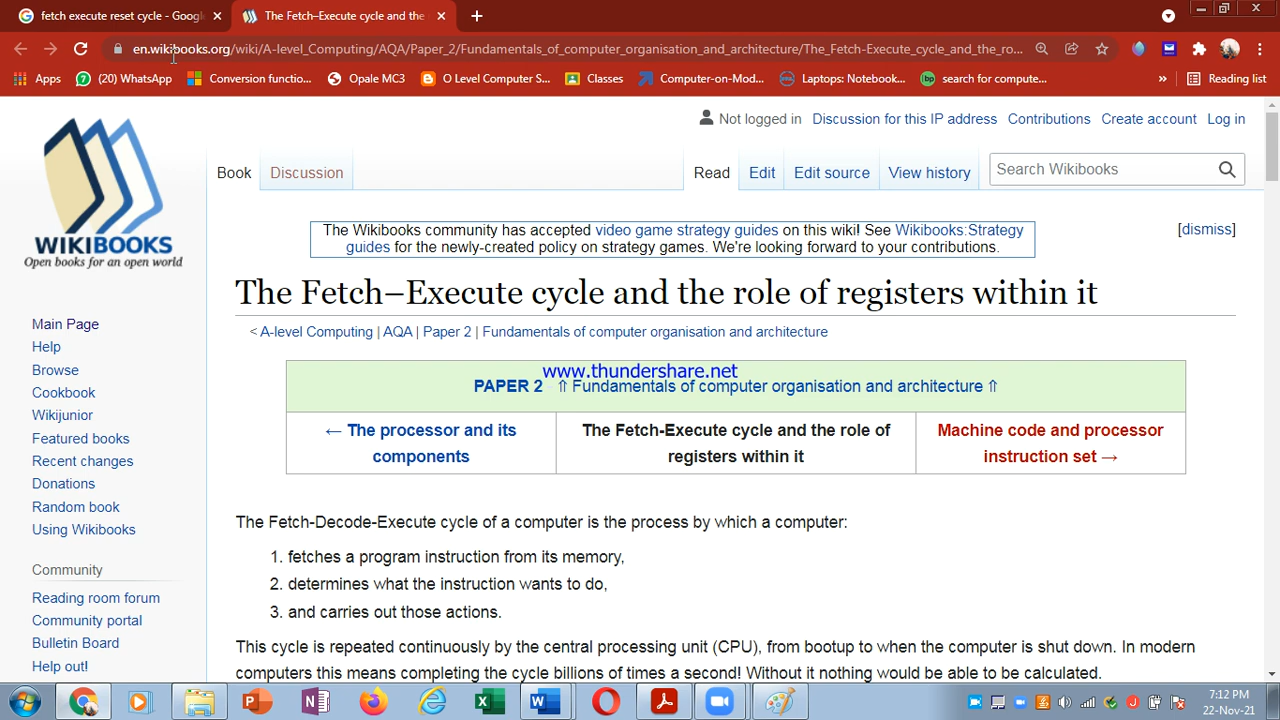 fetch execute reset cycle - Googl
The Fetch–Execute cycle and the
en.wikibooks.org/wiki/A-level_Computing/AQA/Paper_2/Fundamentals_of_computer_organisation_and_architecture/The_Fetch-Execute_cycle_and_the_ro...
Apps
(20) WhatsApp
Conversion functio...
Opale MC3
O Level Computer S...
Classes
Computer-on-Mod...
Laptops: Notebook...
bp search for compute...
»
Reading list
Not logged in Discussion for this IP address Contributions Create account Log in
Book Discussion Read Edit Edit source View history Search Wikibooks
WIKIBOOKS
Open books for an open world
The Wikibooks community has accepted video game strategy guides on this wiki! See Wikibooks:Strategy
guides for the newly-created policy on strategy games. We're looking forward to your contributions.
[dismiss]
The Fetch–Execute cycle and the role of registers within it
< A-level Computing | AQA | Paper 2 | Fundamentals of computer organisation and architecture
www.thundershare.net
PAPER 2 - ⇑ Fundamentals of computer organisation and architecture ⇑
← The processor and its
components
The Fetch-Execute cycle and the role of
registers within it
Machine code and processor
instruction set →
The Fetch-Decode-Execute cycle of a computer is the process by which a computer:
1. fetches a program instruction from its memory,
2. determines what the instruction wants to do,
3. and carries out those actions.
This cycle is repeated continuously by the central processing unit (CPU), from bootup to when the computer is shut down. In modern
computers this means completing the cycle billions of times a second! Without it nothing would be able to be calculated.
Main Page
Help
Browse
Cookbook
Wikijunior
Featured books
Recent changes
Donations
Random book
Using Wikibooks
Community
Reading room forum
Community portal
Bulletin Board
Help out!
7:12 PM
22-Nov-21